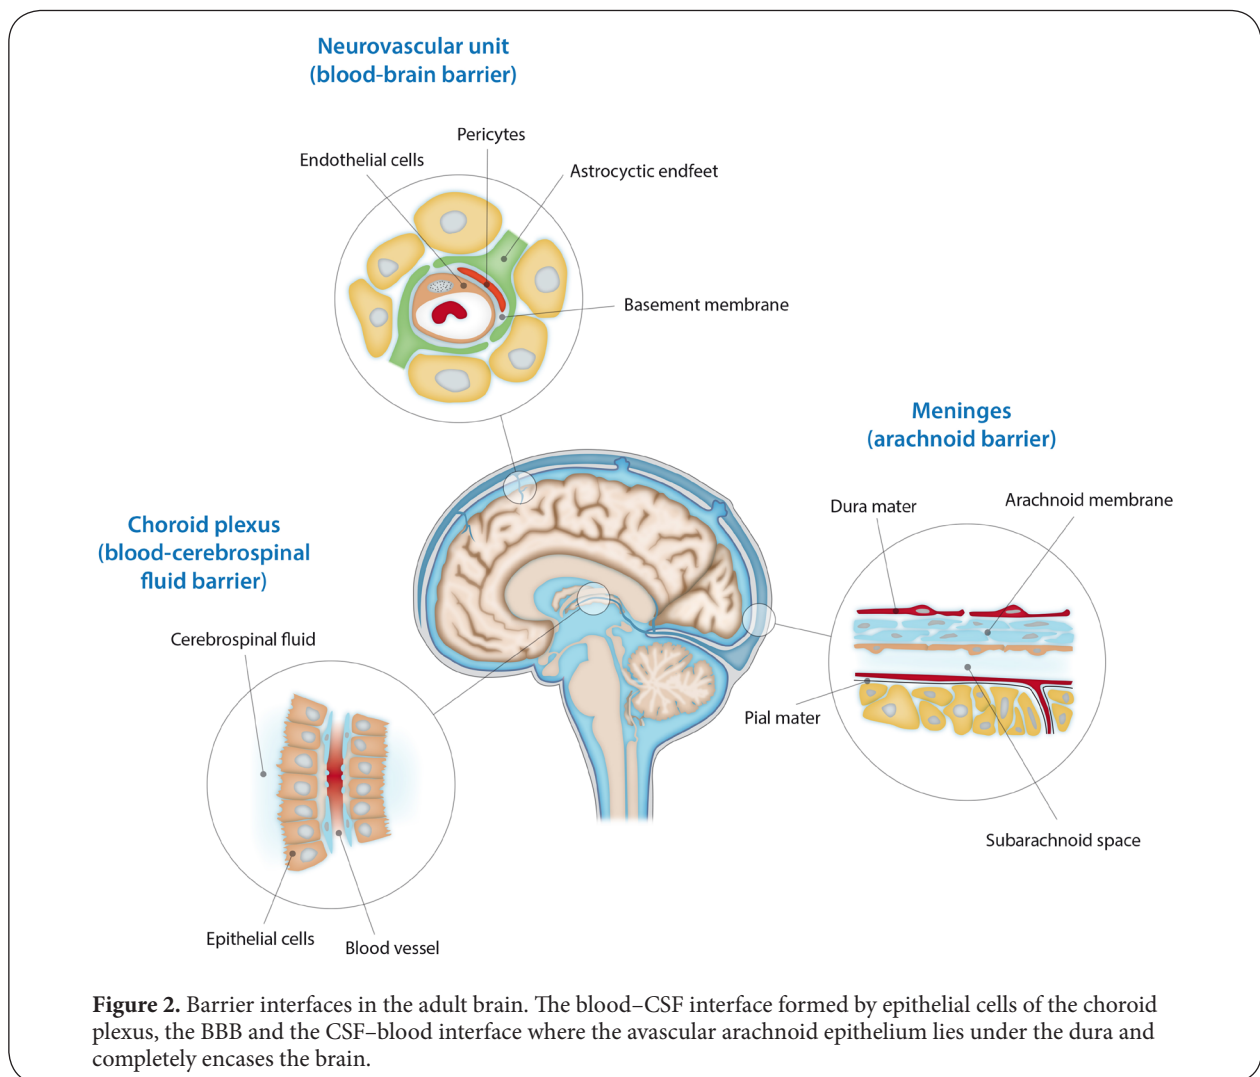 Neurovascular unit
(blood-brain barrier)
Pericytes
Endothelial cells
Astrocyctic endfeet
Basement membrane
Meninges
(arachnoid barrier)
Dura mater
Arachnoid membrane
Pial mater
Subarachnoid space
Choroid plexus
(blood-cerebrospinal
fluid barrier)
Cerebrospinal fluid
Epithelial cells
Blood vessel
Figure 2. Barrier interfaces in the adult brain. The blood–CSF interface formed by epithelial cells of the choroid
plexus, the BBB and the CSF–blood interface where the avascular arachnoid epithelium lies under the dura and
completely encases the brain.